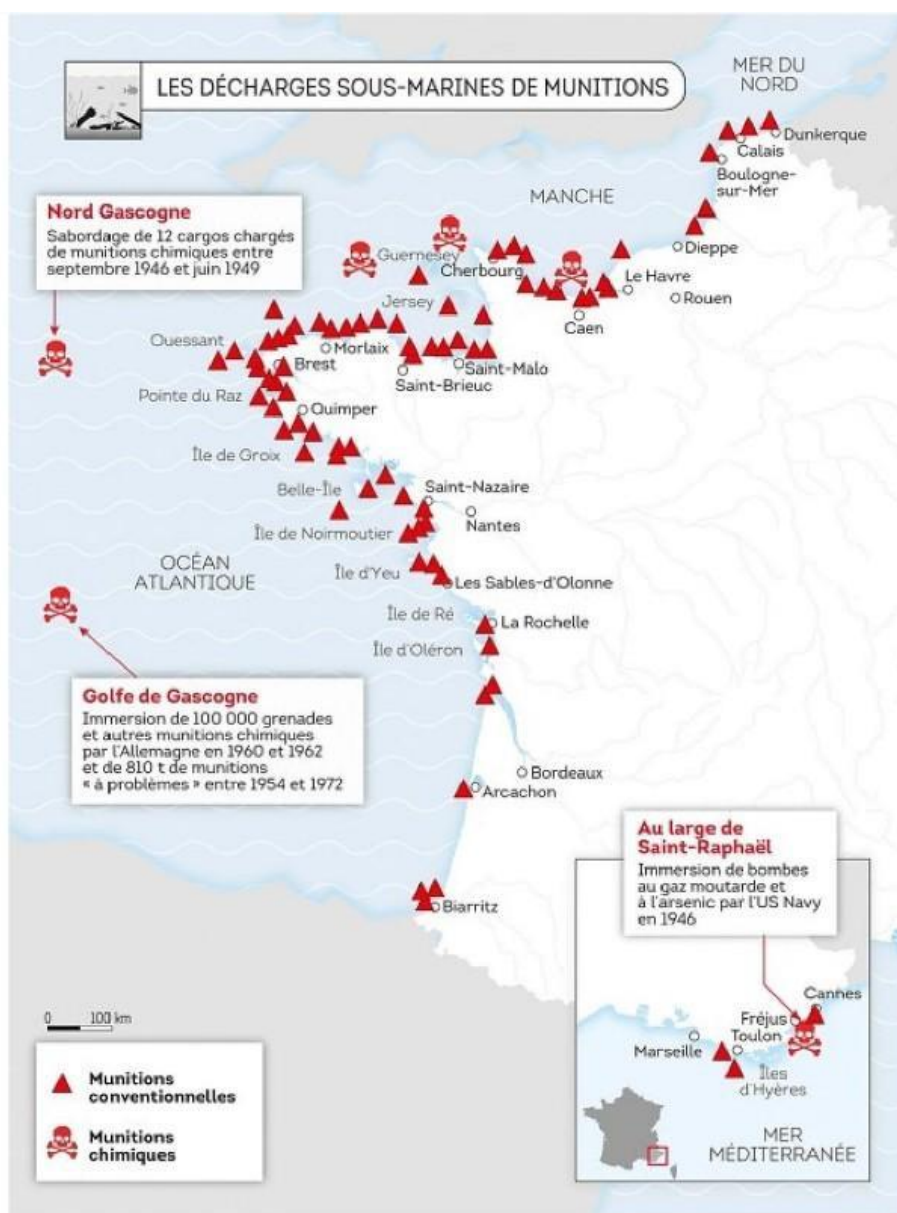 LES DÉCHARGES SOUS-MARINES DE MUNITIONS
MER DU
NORD
Dunkerque
Calais
Boulogne-
sur-Mer
MANCHE
Nord Gascogne
Sabordage de 12 cargos chargés
de munitions chimiques entre
septembre 1946 et juin 1949
Guernesey
Cherbourg
Dieppe
Le Havre
Rouen
Jersey
Caen
Ouessant
Morlaix
Brest
Saint-Malo
Saint-Brieuc
Pointe du Raz
Quimper
Île de Groix
Belle-Île
Saint-Nazaire
Nantes
Île de Noirmoutier
OCÉAN
ATLANTIQUE
Île d'Yeu
Les Sables-d'Olonne
Île de Ré
La Rochelle
Île d'Oléron
Golfe de Gascogne
Immersion de 100 000 grenades
et autres munitions chimiques
par l'Allemagne en 1960 et 1962
et de 810 t de munitions
« à problèmes » entre 1954 et 1972
Bordeaux
Arcachon
Au large de
Saint-Raphaël
Immersion de bombes
au gaz moutarde et
à l'arsenic par l'US Navy
en 1946
Biarritz
Cannes
Fréjus
Toulon
Marseille
Îles
d'Hyères
MER
MÉDITERRANÉE
0 100 km
Munitions
conventionnelles
Munitions
chimiques